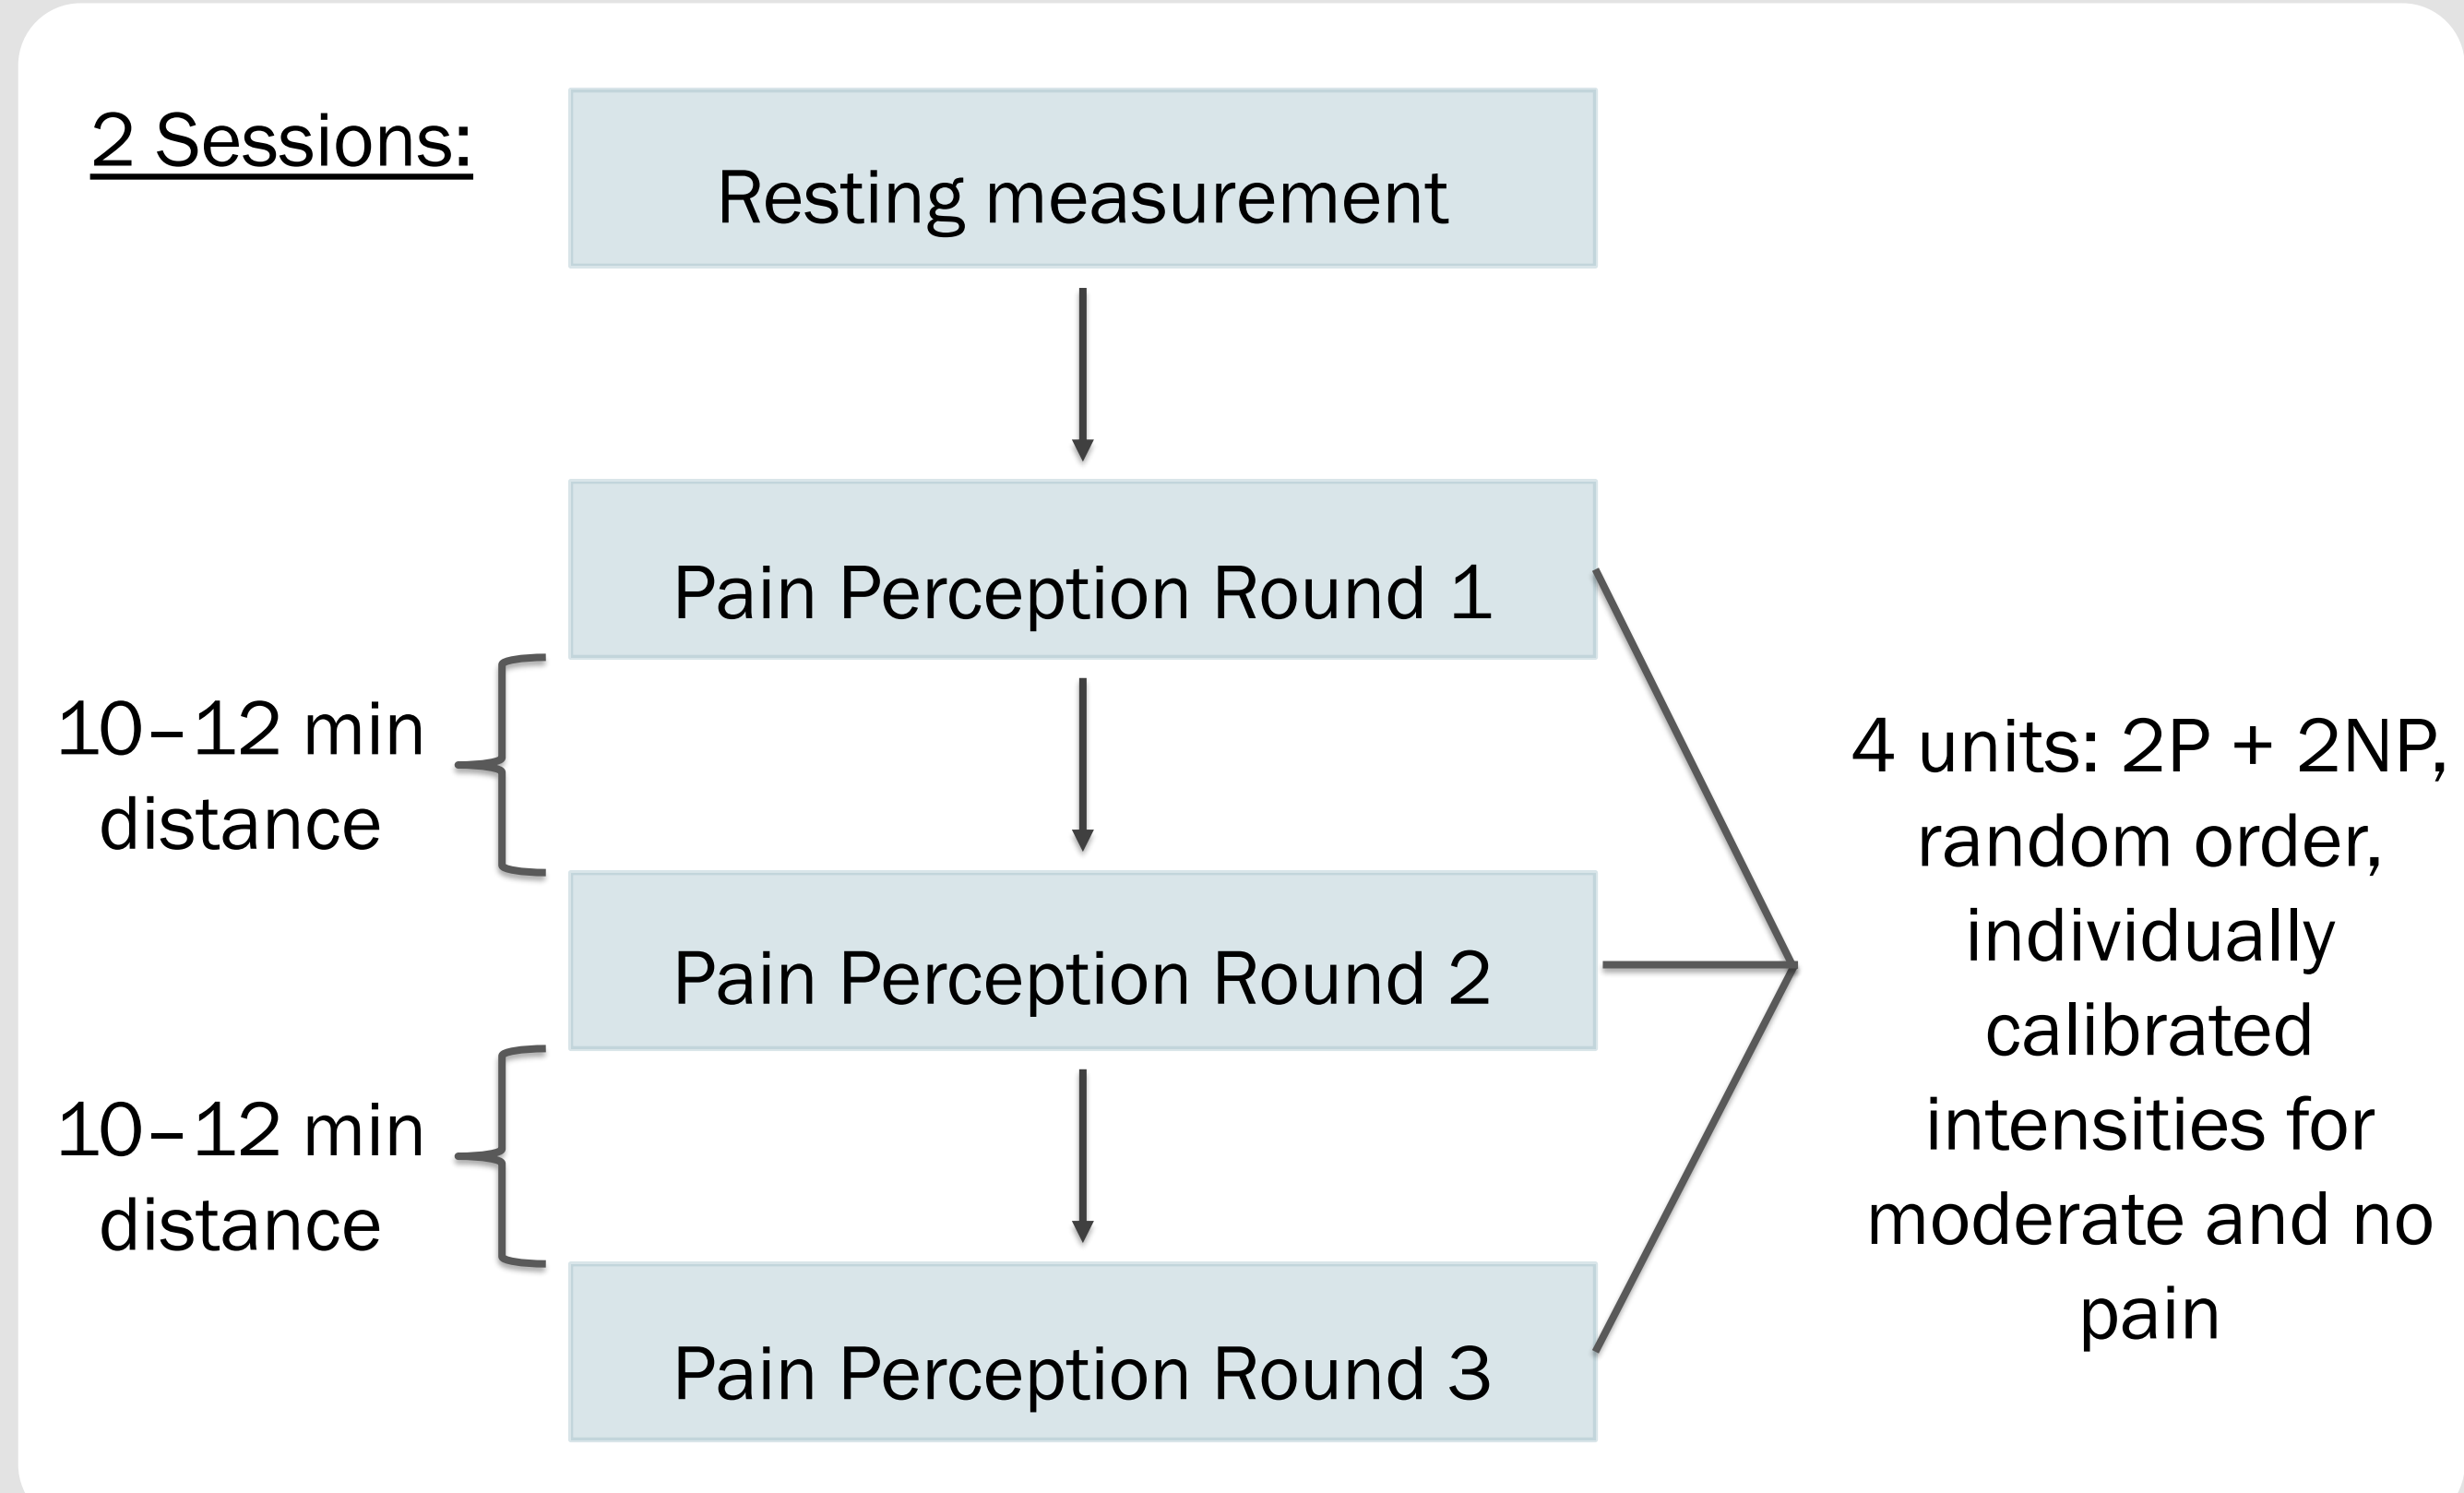 2 Sessions:
Resting measurement
Pain Perception Round 1
10–12 min
distance
Pain Perception Round 2
10–12 min
distance
Pain Perception Round 3
4 units: 2P + 2NP,
random order,
individually
calibrated
intensities for
moderate and no
pain